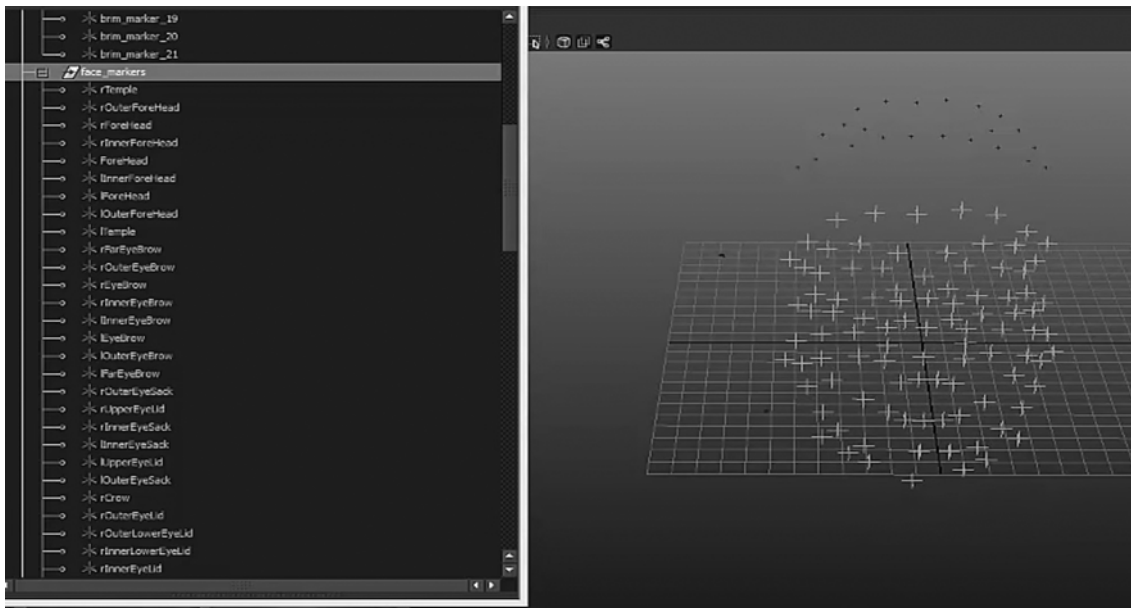 brim_marker_19
brim_marker_20
brim_marker_21
face_markers
rTemple
rOuterForeHead
rForeHead
rInnerForeHead
ForeHead
lInnerForeHead
lForeHead
lOuterForeHead
lTemple
rFarEyeBrow
rOuterEyeBrow
rEyeBrow
rInnerEyeBrow
lInnerEyeBrow
lEyeBrow
lOuterEyeBrow
lFarEyeBrow
rOuterEyeSack
rUpperEyeLid
rInnerEyeSack
lInnerEyeSack
lUpperEyeLid
lOuterEyeSack
rCrow
rOuterEyeLid
rOuterLowerEyeLid
rInnerLowerEyeLid
rInnerEyeLid